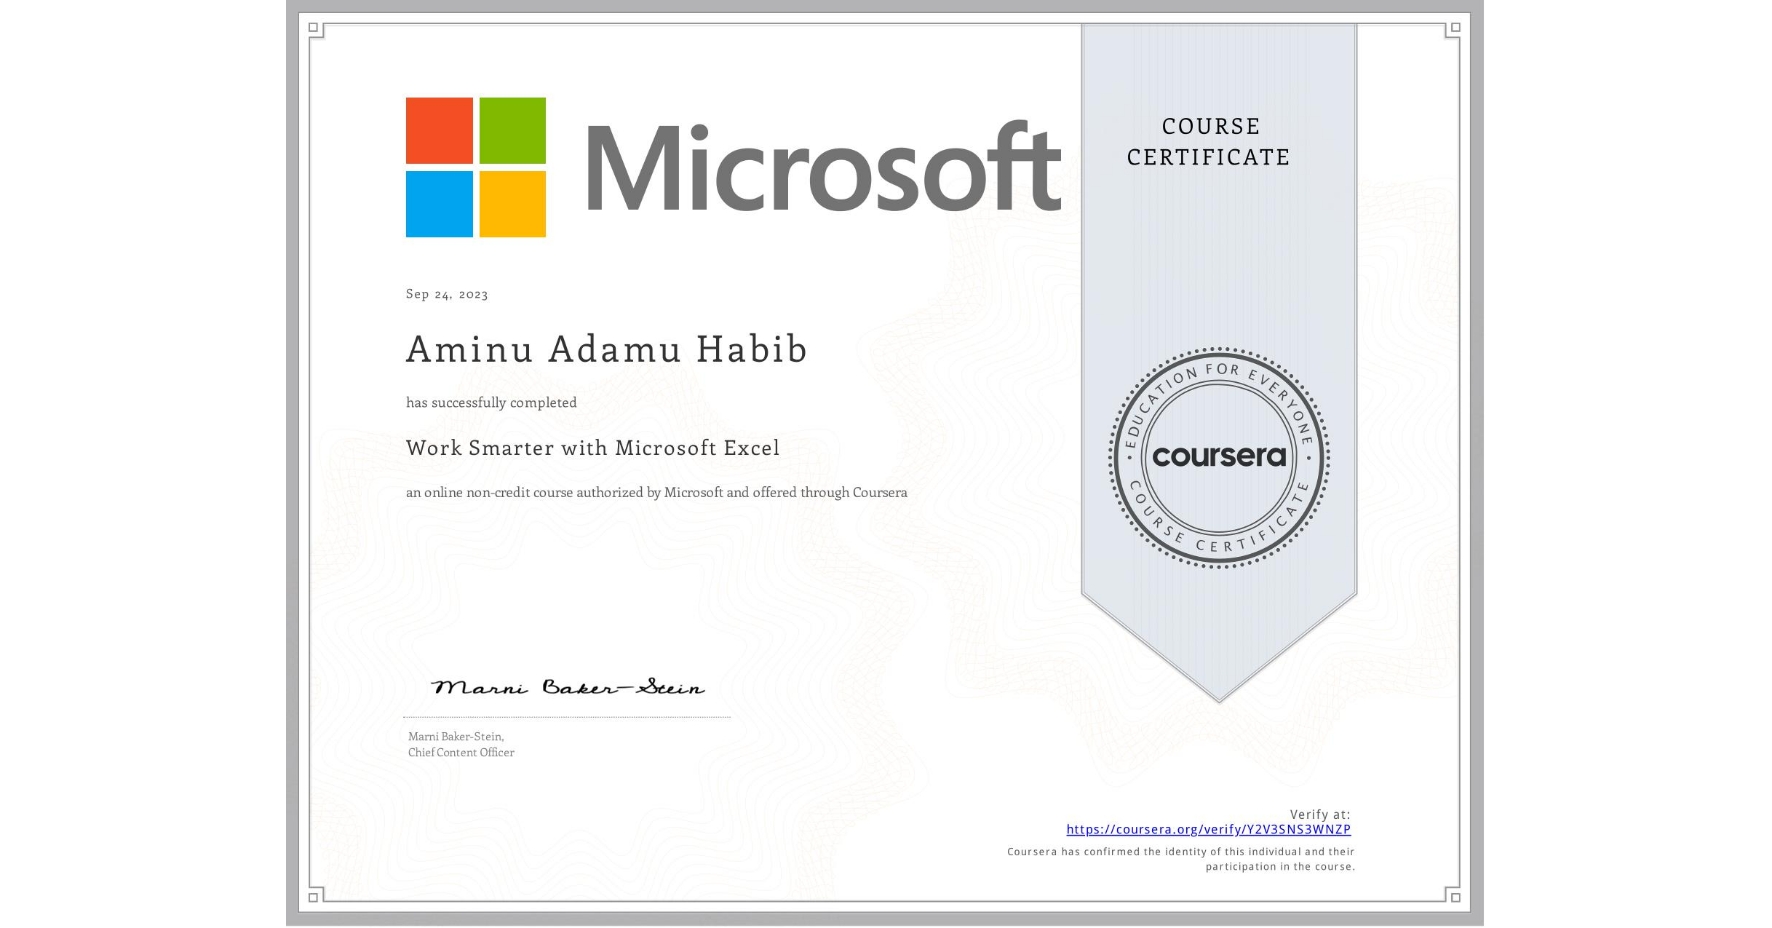 Microsoft
COURSE
CERTIFICATE
Sep 24, 2023
Aminu Adamu Habib
has successfully completed
Work Smarter with Microsoft Excel
an online non-credit course authorized by Microsoft and offered through Coursera
EDUCATION FOR EVERYONE
coursera
COURSE CERTIFICATE
Marni Baker-Stein
Marni Baker-Stein,
Chief Content Officer
Verify at:
https://coursera.org/verify/Y2V3SNS3WNZP
Coursera has confirmed the identity of this individual and their
participation in the course.